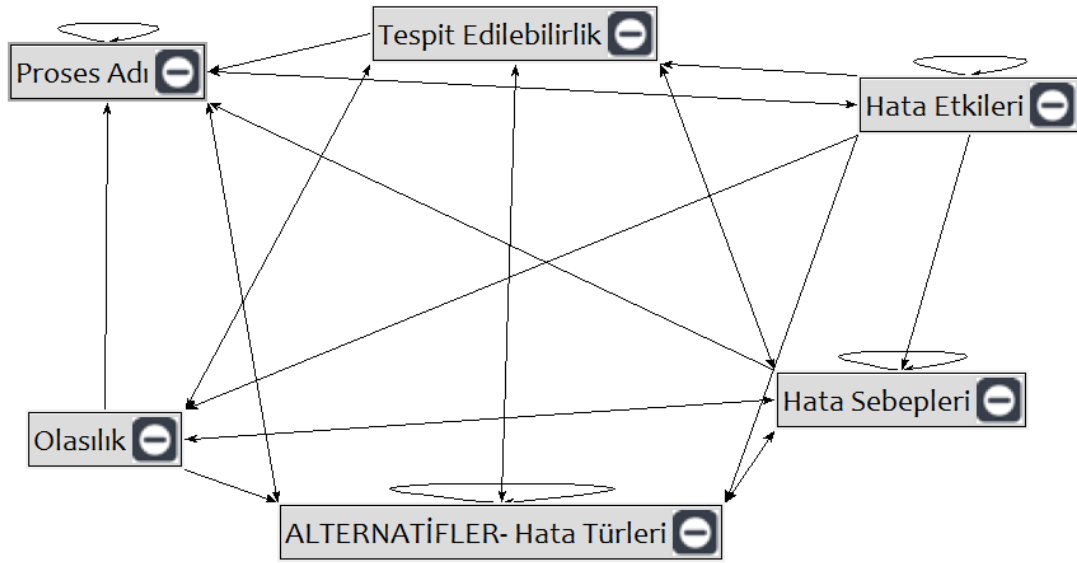 Tespit Edilebilirlik
Proses Adı
Hata Etkileri
Hata Sebepleri
Olasılık
ALTERNATİFLER- Hata Türleri